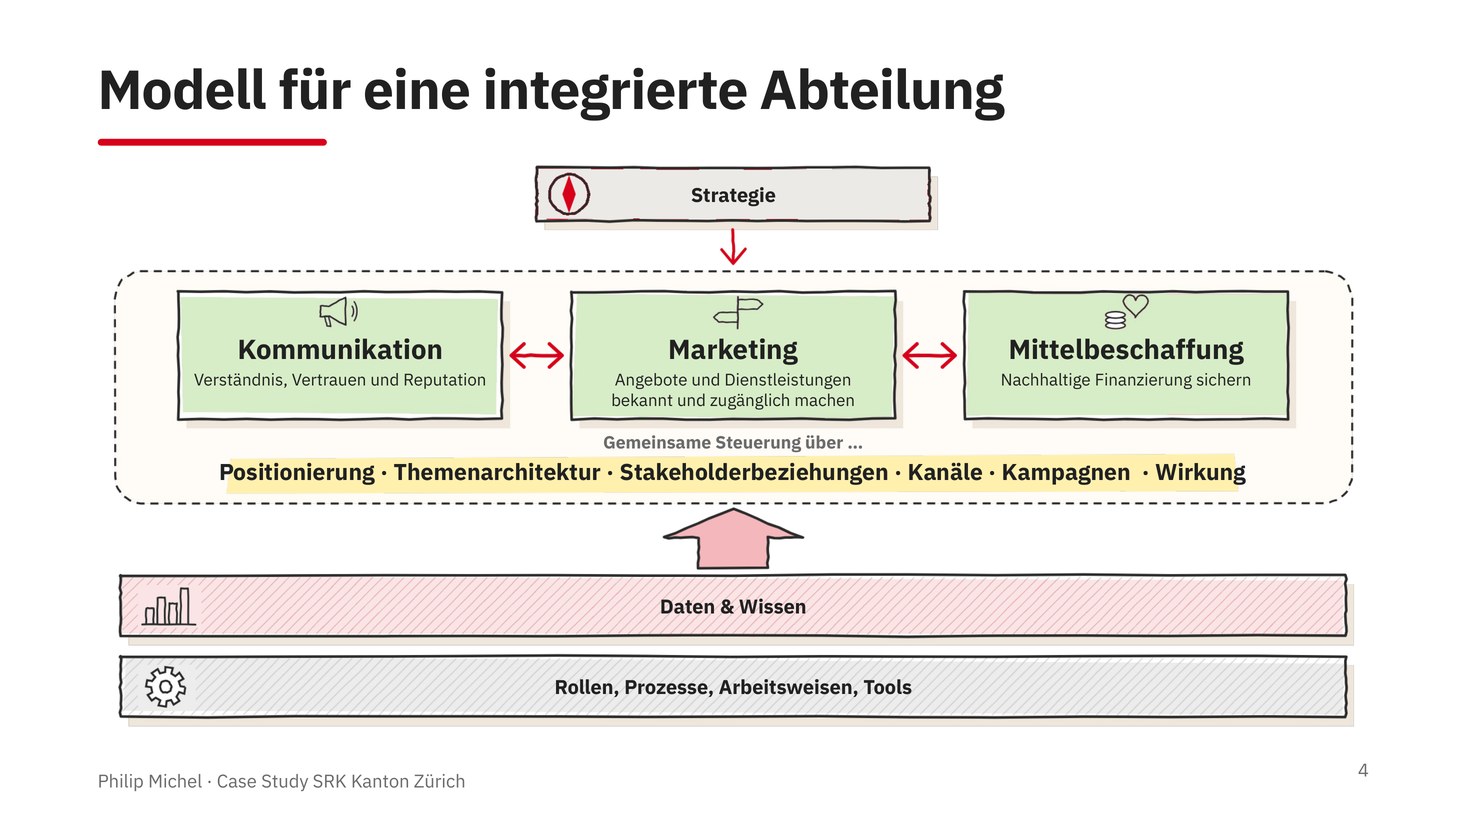 Modell für eine integrierte Abteilung
Strategie
Kommunikation
Verständnis, Vertrauen und Reputation
Marketing
Angebote und Dienstleistungen
bekannt und zugänglich machen
Mittelbeschaffung
Nachhaltige Finanzierung sichern
Gemeinsame Steuerung über ...
Positionierung · Themenarchitektur · Stakeholderbeziehungen · Kanäle · Kampagnen · Wirkung
Daten & Wissen
Rollen, Prozesse, Arbeitsweisen, Tools
Philip Michel · Case Study SRK Kanton Zürich
4